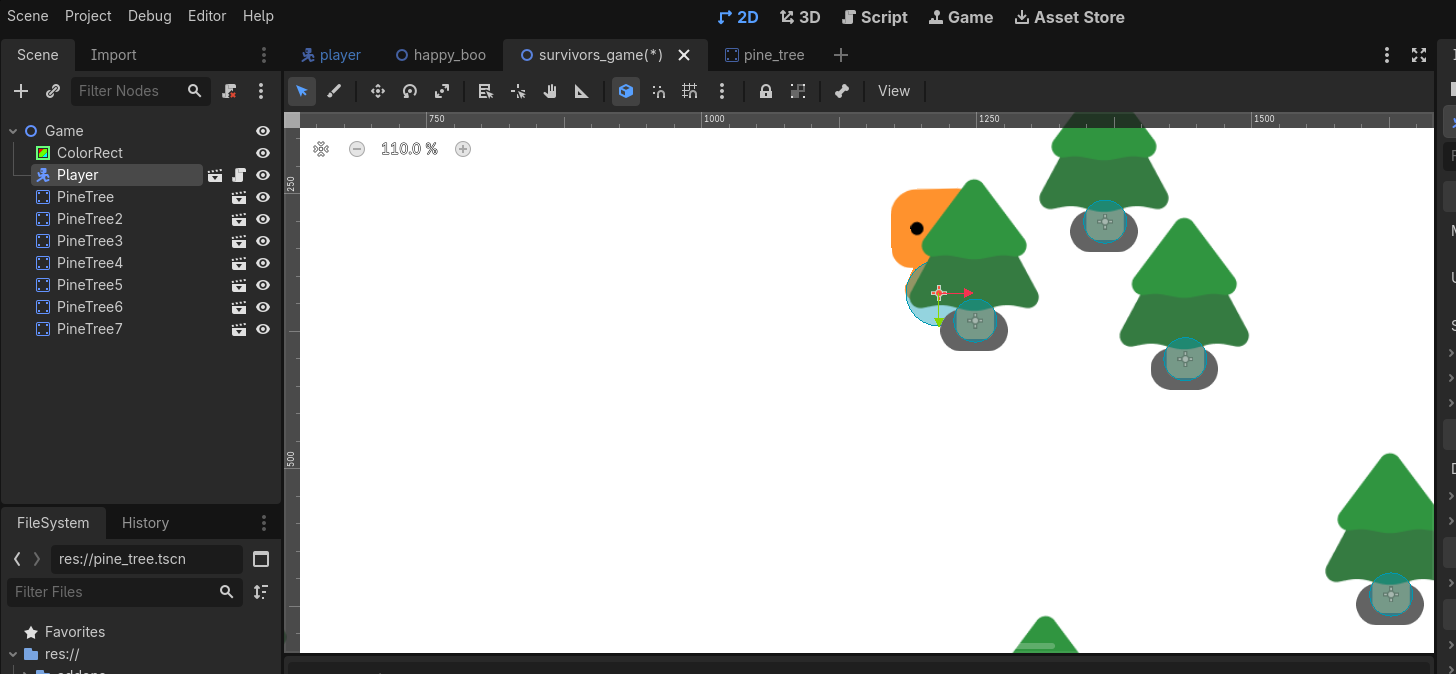 Scene Project Debug Editor Help 2D 3D Script Game Asset Store
Scene Import player happy_boo survivors_game(*) pine_tree
Filter Nodes View
750 1000 1250 1500
Game
ColorRect
Player
PineTree
PineTree2
PineTree3
PineTree4
PineTree5
PineTree6
PineTree7
110.0 %
250
500
FileSystem History
res://pine_tree.tscn
Filter Files
Favorites
res://